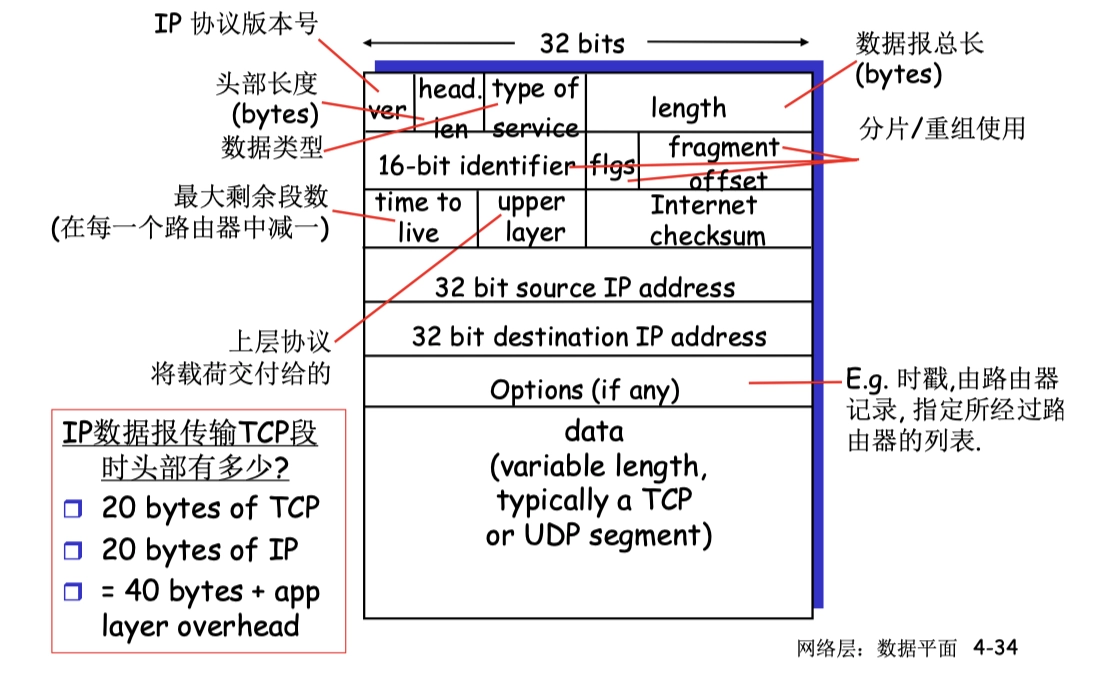 IP 协议版本号
32 bits
数据报总长
(bytes)
头部长度
(bytes)
数据类型
ver
head.
len
type of
service
length
分片/重组使用
16-bit identifier
flgs
fragment
offset
最大剩余段数
(在每一个路由器中减一)
time to
live
upper
layer
Internet
checksum
32 bit source IP address
上层协议
将载荷交付给的
32 bit destination IP address
Options (if any)
E.g. 时戳,由路由器
记录, 指定所经过路
由器的列表.
data
(variable length,
typically a TCP
or UDP segment)
IP数据报传输TCP段
时头部有多少?
20 bytes of TCP
20 bytes of IP
= 40 bytes + app
layer overhead
网络层：数据平面 4-34